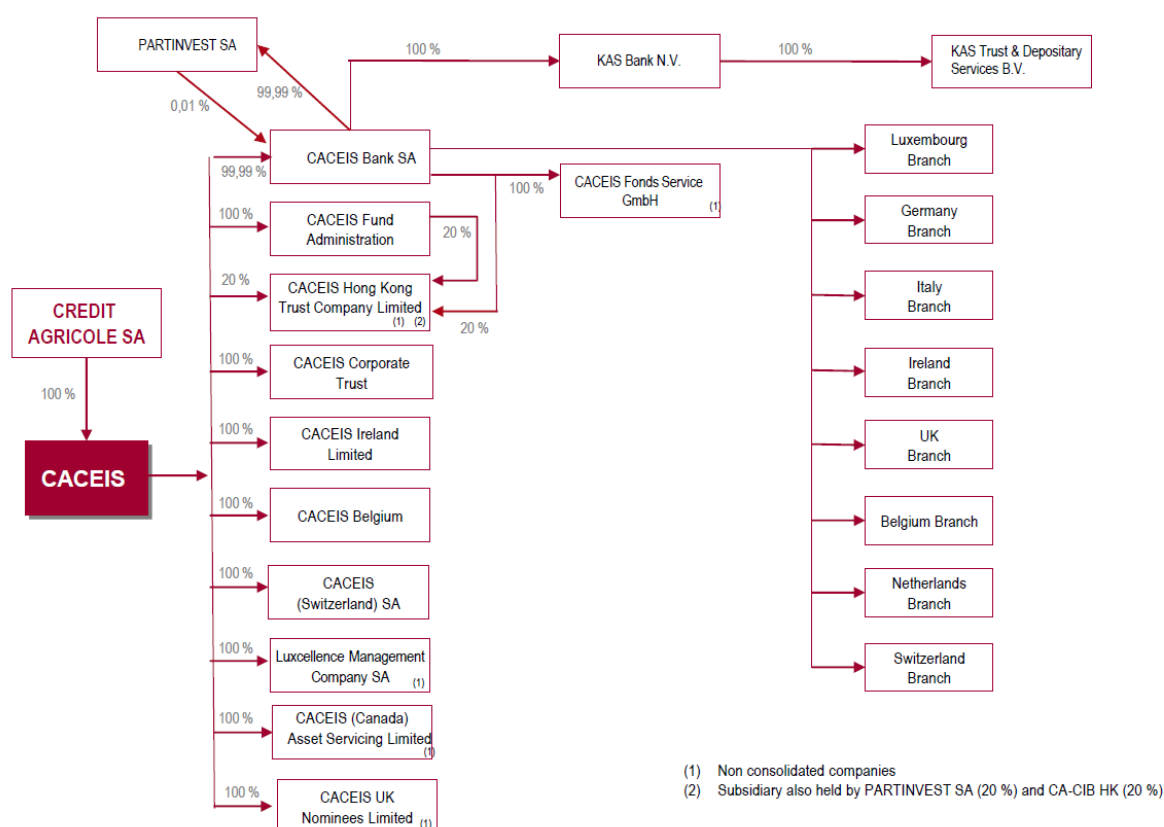 PARTINVEST SA
100 %
KAS Bank N.V.
100 %
KAS Trust & Depositary
Services B.V.
0,01 %
99,99 %
CACEIS Bank SA
99,99 %
CACEIS Fonds Service
GmbH
(1)
100 %
Luxembourg
Branch
100 %
CACEIS Fund
Administration
20 %
Germany
Branch
20 %
CACEIS Hong Kong
Trust Company Limited
(1) (2)
20 %
Italy
Branch
CREDIT
AGRICOLE SA
100 %
100 %
CACEIS Corporate
Trust
Ireland
Branch
100 %
CACEIS Ireland
Limited
UK
Branch
CACEIS
100 %
CACEIS Belgium
Belgium Branch
100 %
CACEIS
(Switzerland) SA
Netherlands
Branch
100 %
Luxcellence Management
Company SA
(1)
Switzerland
Branch
100 %
CACEIS (Canada)
Asset Servicing Limited
(1)
100 %
CACEIS UK
Nominees Limited
(1)
(1) Non consolidated companies
(2) Subsidiary also held by PARTINVEST SA (20 %) and CA-CIB HK (20 %)